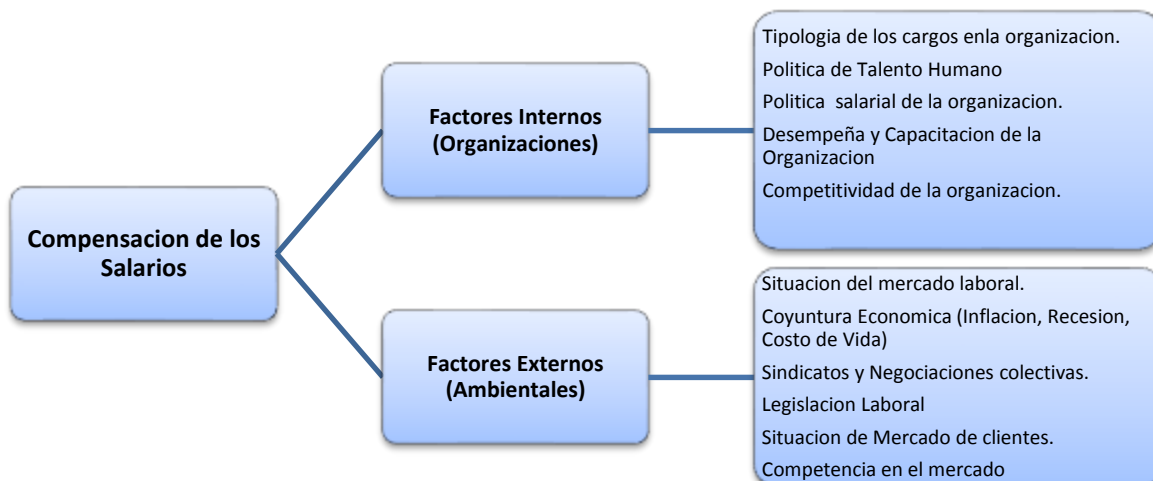 Compensacion de los
Salarios
Factores Internos
(Organizaciones)
Tipologia de los cargos enla organizacion.
Politica de Talento Humano
Politica salarial de la organizacion.
Desempeña y Capacitacion de la
Organizacion
Competitividad de la organizacion.
Factores Externos
(Ambientales)
Situacion del mercado laboral.
Coyuntura Economica (Inflacion, Recesion,
Costo de Vida)
Sindicatos y Negociaciones colectivas.
Legislacion Laboral
Situacion de Mercado de clientes.
Competencia en el mercado